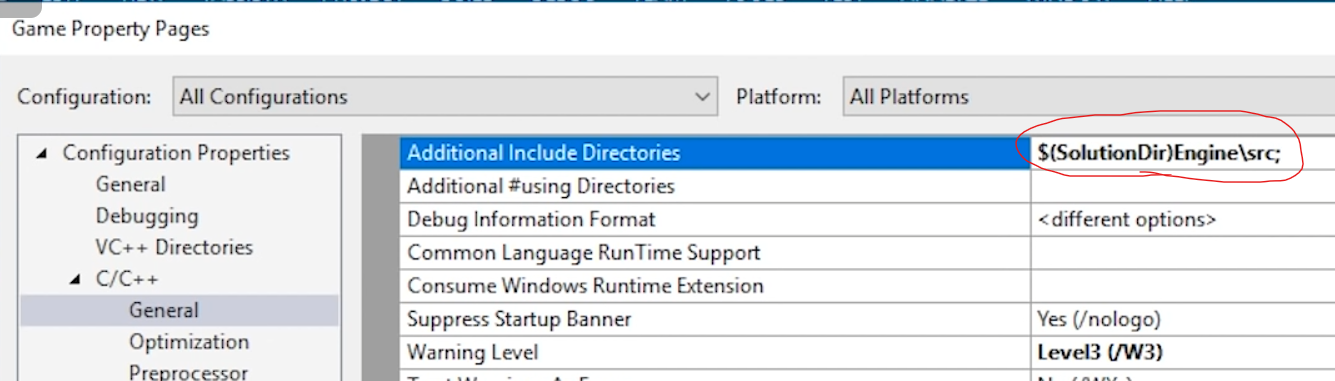 Game Property Pages
Configuration: All Configurations Platform: All Platforms
Configuration Properties
General
Debugging
VC++ Directories
C/C++
General
Optimization
Preprocessor
Additional Include Directories $(SolutionDir)Engine\src;
Additional #using Directories
Debug Information Format <different options>
Common Language RunTime Support
Consume Windows Runtime Extension
Suppress Startup Banner Yes (/nologo)
Warning Level Level3 (/W3)